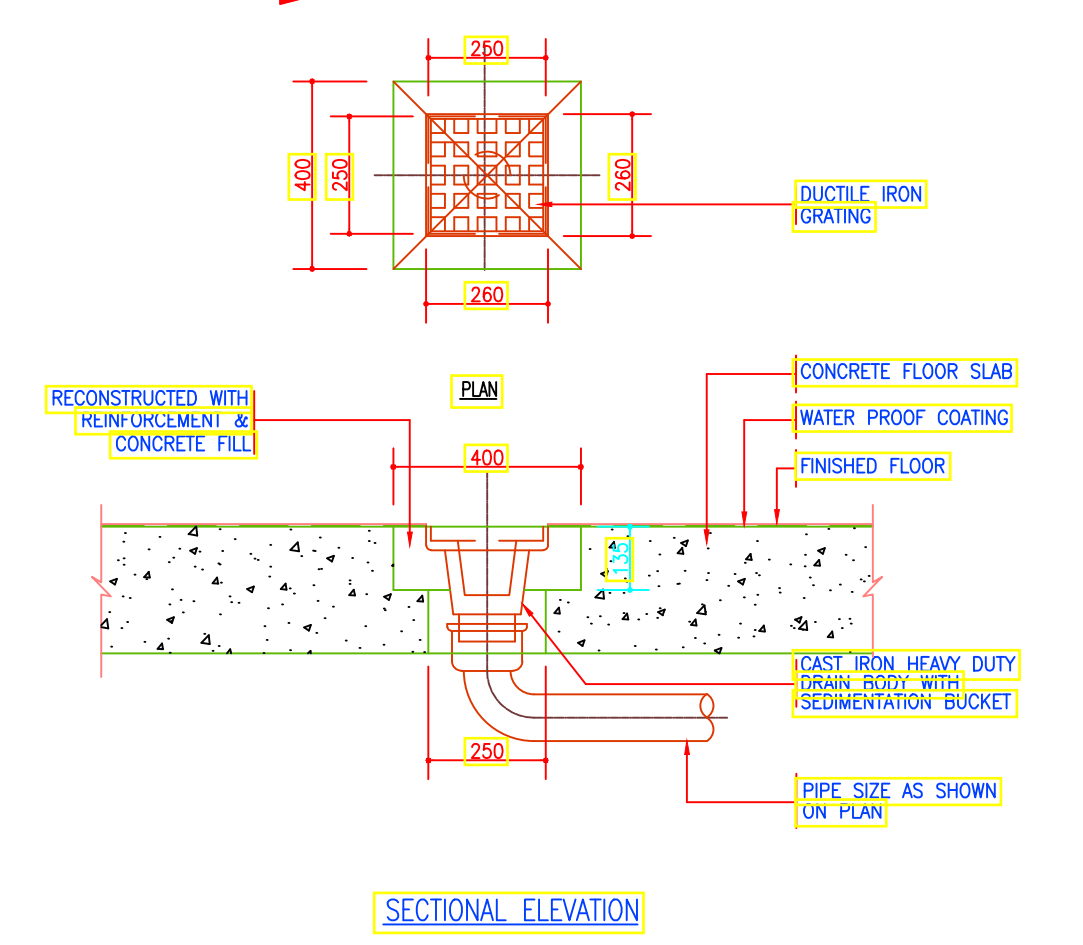 250
400
250
260
DUCTILE IRON
GRATING
260
PLAN
RECONSTRUCTED WITH
REINFORCEMENT &
CONCRETE FILL
CONCRETE FLOOR SLAB
WATER PROOF COATING
FINISHED FLOOR
400
135
CAST IRON HEAVY DUTY
DRAIN BODY WITH
SEDIMENTATION BUCKET
250
PIPE SIZE AS SHOWN
ON PLAN
SECTIONAL ELEVATION